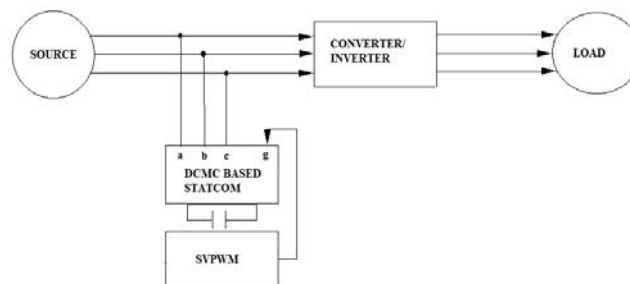 SOURCE
CONVERTER/
INVERTER
LOAD
a b c g
DCMC BASED
STATCOM
SVPWM